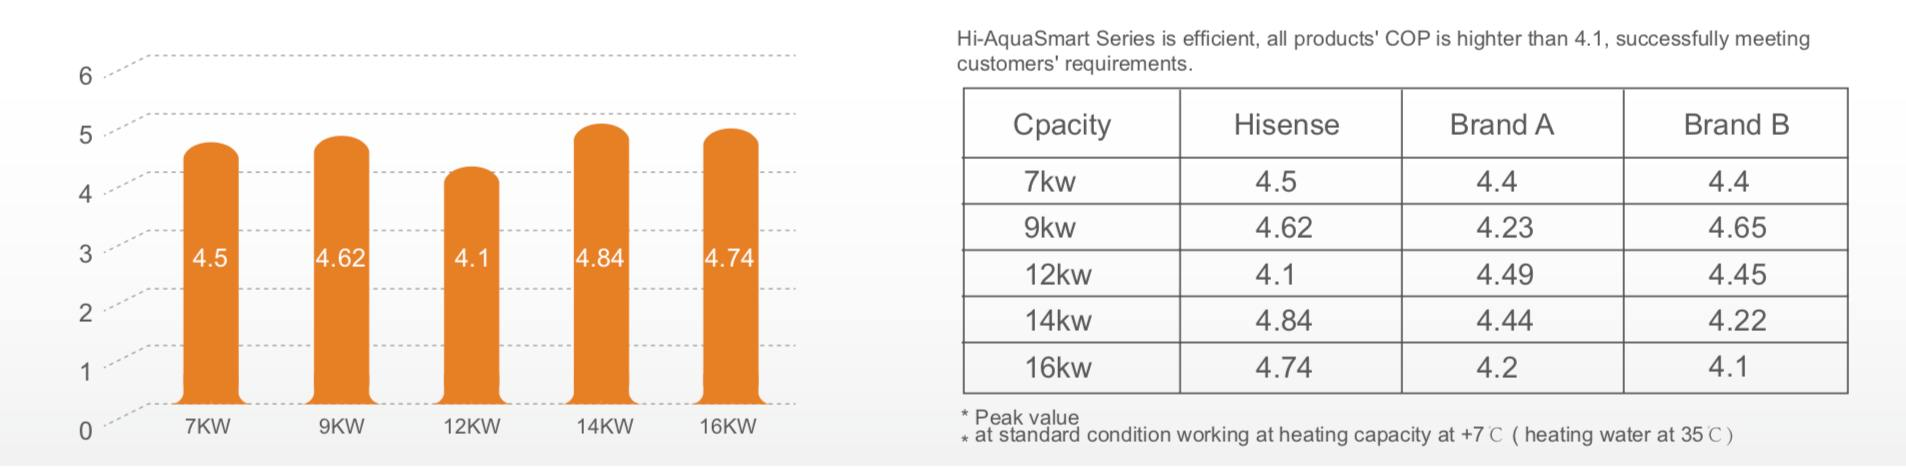 6
5
4
3
2
1
0
4.5 4.62 4.1 4.84 4.74
7KW 9KW 12KW 14KW 16KW
Hi-AquaSmart Series is efficient, all products' COP is highter than 4.1, successfully meeting
customers' requirements.
Cpacity Hisense Brand A Brand B
7kw 4.5 4.4 4.4
9kw 4.62 4.23 4.65
12kw 4.1 4.49 4.45
14kw 4.84 4.44 4.22
16kw 4.74 4.2 4.1
* Peak value
* at standard condition working at heating capacity at +7℃ ( heating water at 35℃ )